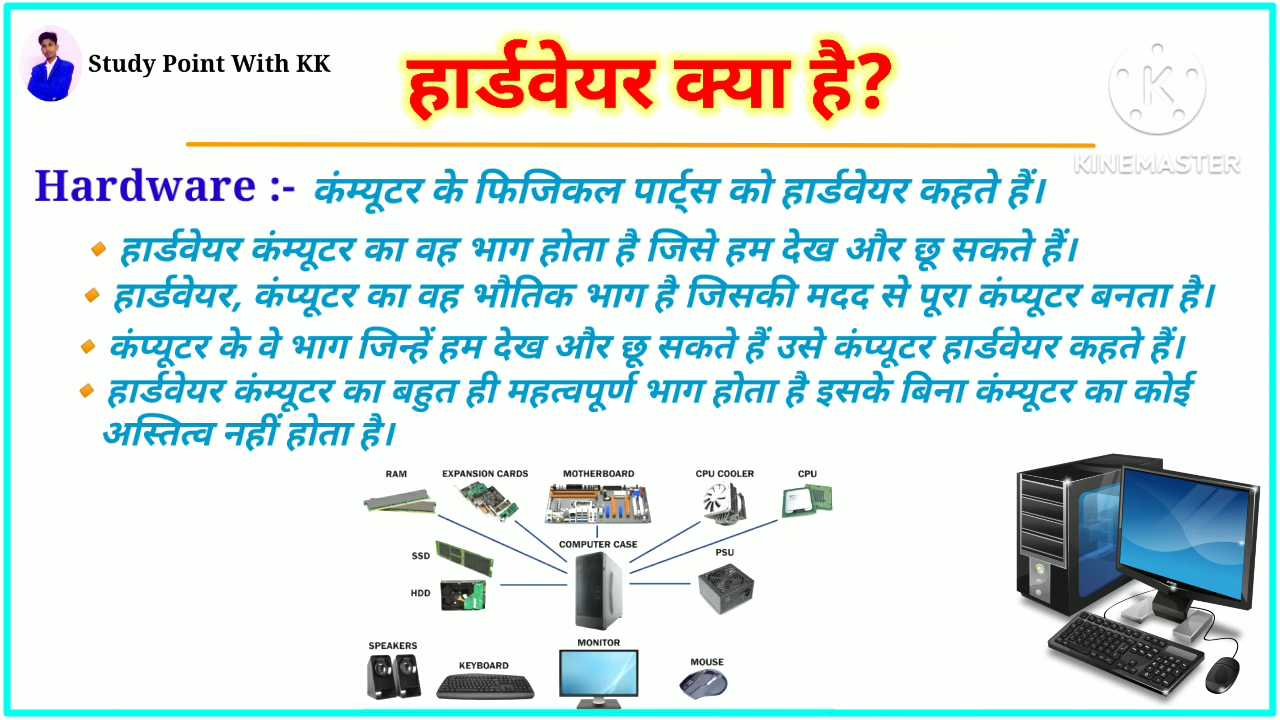 Study Point With KK
हार्डवेयर क्या है?
KINEMASTER
Hardware :- कंम्यूटर के फिजिकल पार्ट्स को हार्डवेयर कहते हैं।
🔸हार्डवेयर कंम्यूटर का वह भाग होता है जिसे हम देख और छू सकते हैं।
🔸हार्डवेयर, कंप्यूटर का वह भौतिक भाग है जिसकी मदद से पूरा कंप्यूटर बनता है।
🔸कंप्यूटर के वे भाग जिन्हें हम देख और छू सकते हैं उसे कंप्यूटर हार्डवेयर कहते हैं।
🔸हार्डवेयर कंम्यूटर का बहुत ही महत्वपूर्ण भाग होता है इसके बिना कंम्यूटर का कोई
अस्तित्व नहीं होता है।
RAM EXPANSION CARDS MOTHERBOARD CPU COOLER CPU
COMPUTER CASE
SSD PSU
HDD
SPEAKERS MONITOR
KEYBOARD MOUSE